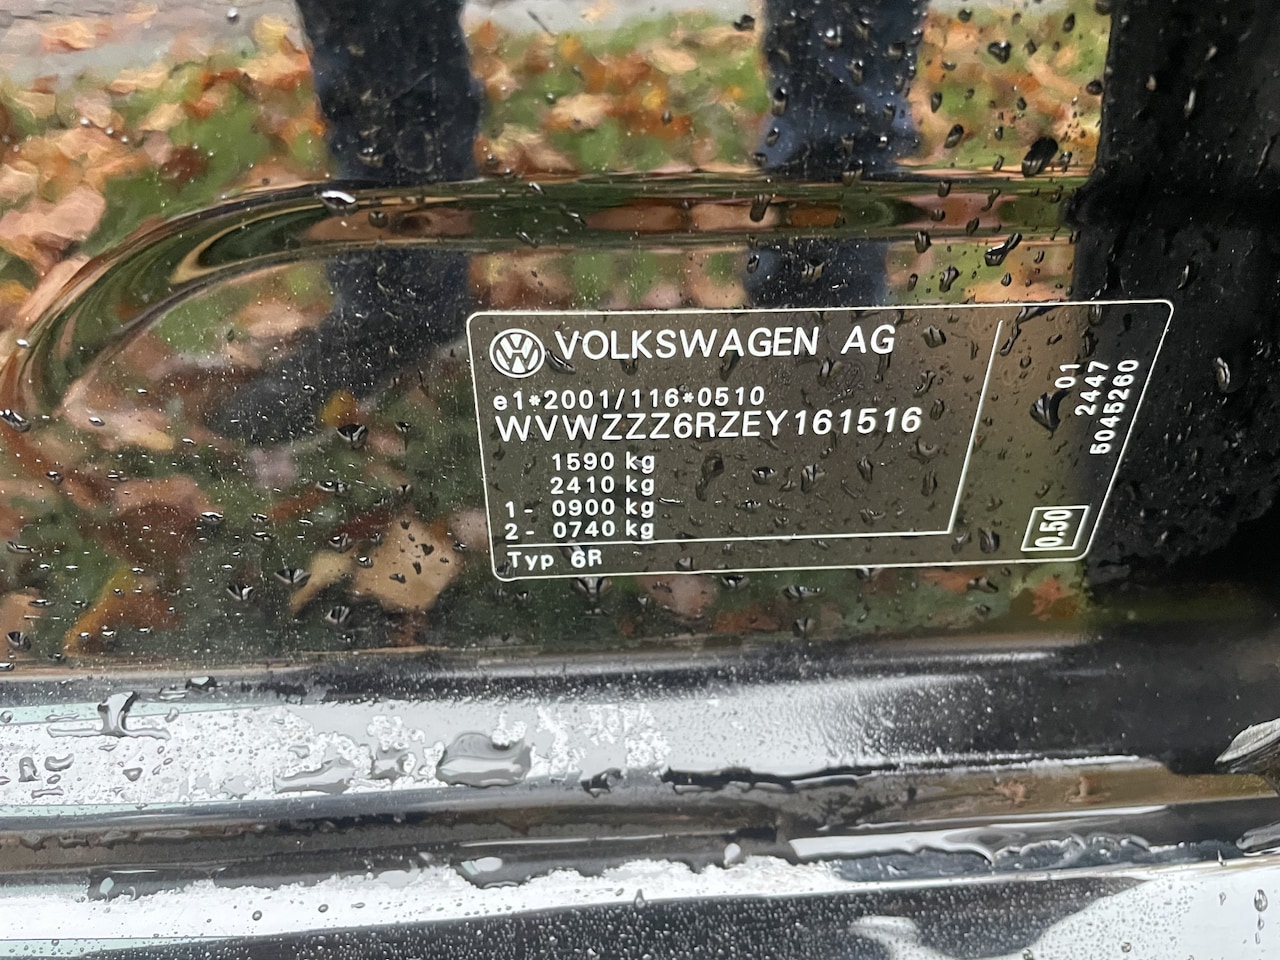 VOLKSWAGEN AG
e1*2001/116*0510
WVWZZZ6RZEY161516
1590 kg
2410 kg
1- 0900 kg
2- 0740 kg
Typ 6R
01
2447
6045260
0.50